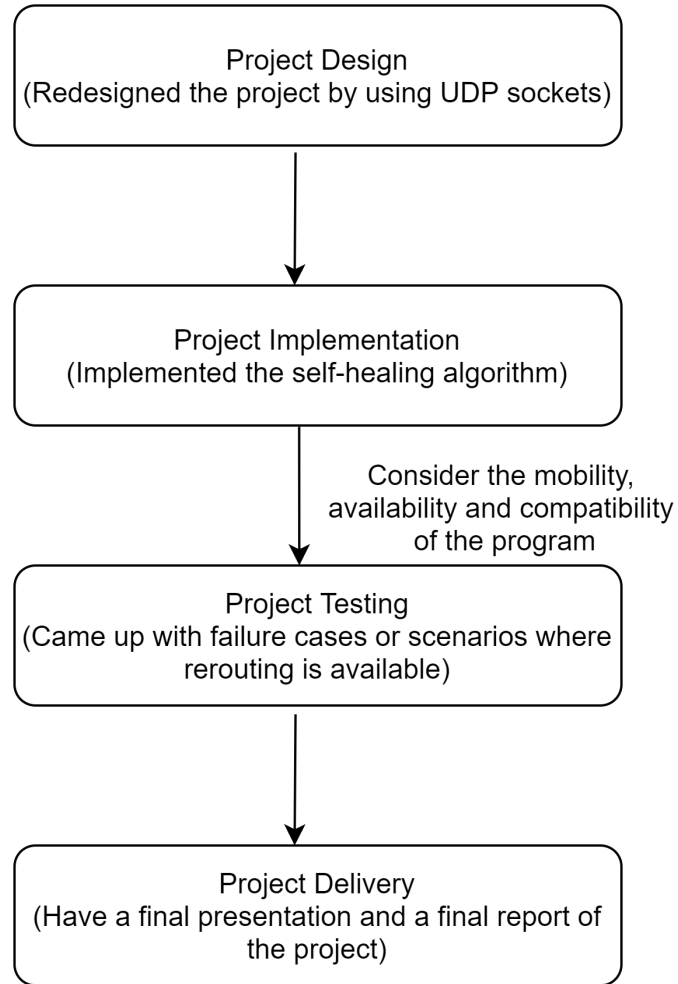 Project Design
(Redesigned the project by using UDP sockets)
Project Implementation
(Implemented the self-healing algorithm)
Consider the mobility,
availability and compatibility
of the program
Project Testing
(Came up with failure cases or scenarios where
rerouting is available)
Project Delivery
(Have a final presentation and a final report of
the project)